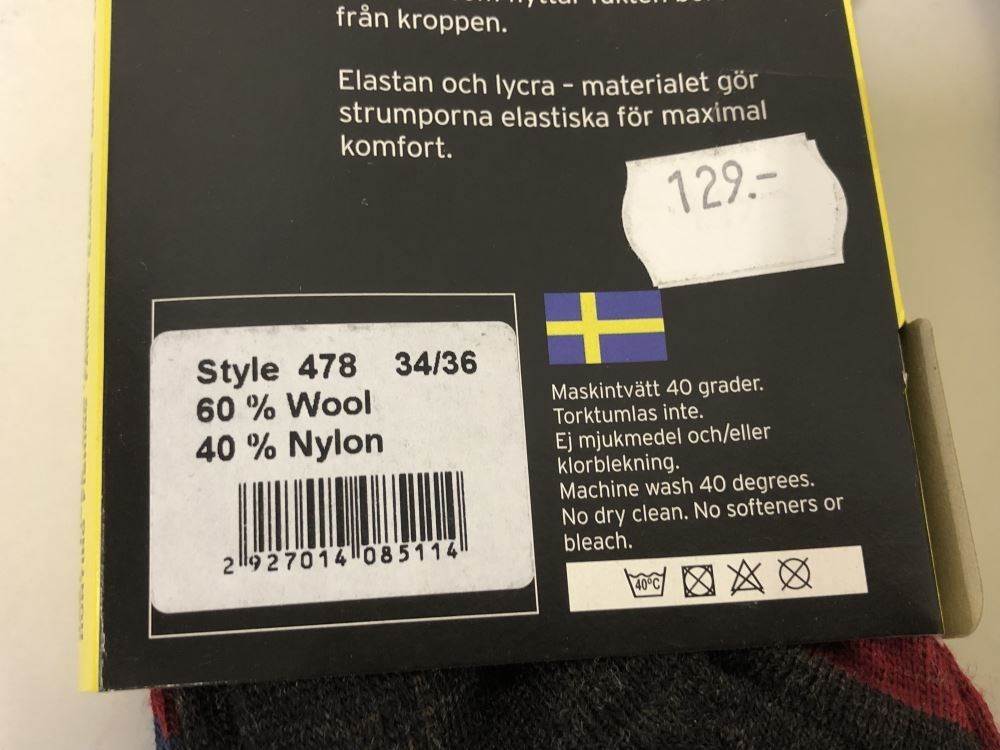 från kroppen.
Elastan och lycra – materialet gör
strumporna elastiska för maximal
komfort.
129.-
Style 478 34/36
60 % Wool
40 % Nylon
2 927014 085114
Maskintvätt 40 grader.
Torktumlas inte.
Ej mjukmedel och/eller
klorblekning.
Machine wash 40 degrees.
No dry clean. No softeners or
bleach.
40°C